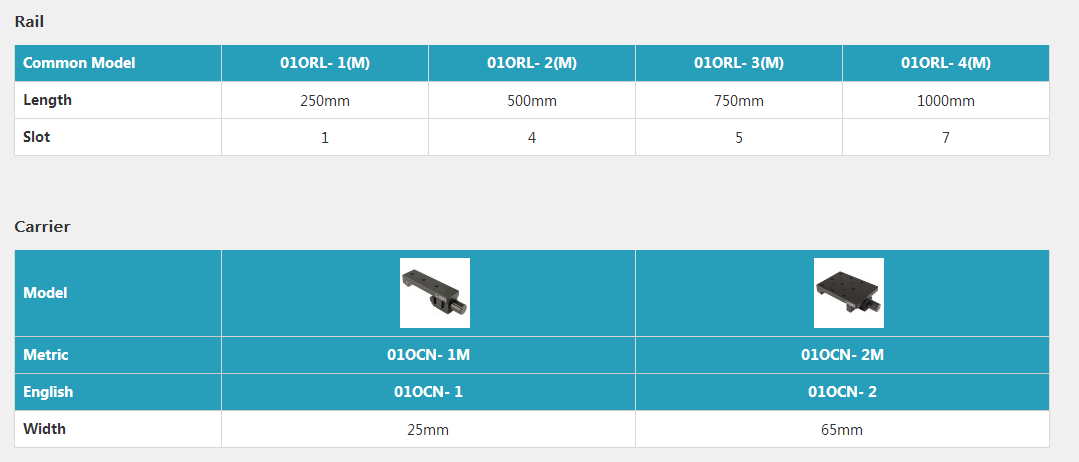 Rail
Common Model 01ORL- 1(M) 01ORL- 2(M) 01ORL- 3(M) 01ORL- 4(M)
Length 250mm 500mm 750mm 1000mm
Slot 1 4 5 7
Carrier
Model
Metric 01OCN- 1M 01OCN- 2M
English 01OCN- 1 01OCN- 2
Width 25mm 65mm